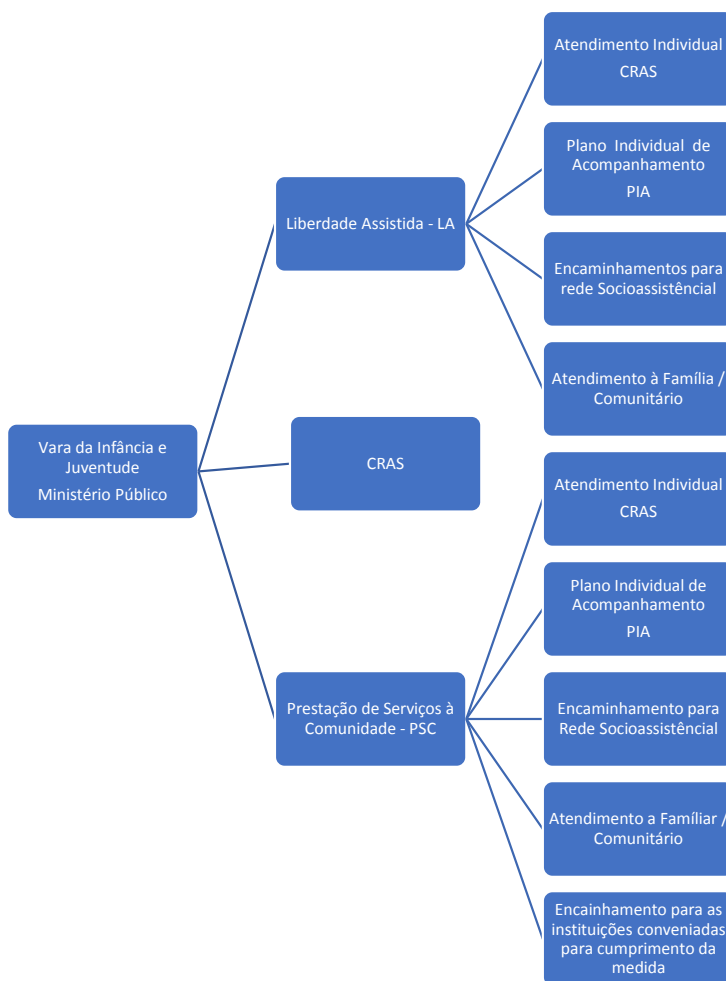 Vara da Infância e
Juventude
Ministério Público
Liberdade Assistida - LA
Atendimento Individual
CRAS
Plano Individual de
Acompanhamento
PIA
Encaminhamentos para
rede Socioassistêncial
Atendimento à Família /
Comunitário
CRAS
Prestação de Serviços à
Comunidade - PSC
Atendimento Individual
CRAS
Plano Individual de
Acompanhamento
PIA
Encaminhamento para
Rede Socioassistêncial
Atendimento a Famíliar /
Comunitário
Encainhamento para as
instituições conveniadas
para cumprimento da
medida